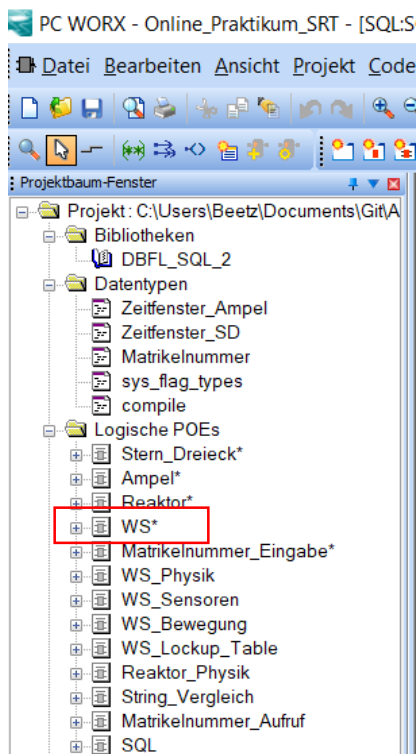 PC WORX - Online_Praktikum_SRT - [SQL:S
Datei Bearbeiten Ansicht Projekt Code
Projektbaum-Fenster
Projekt : C:\Users\Beetz\Documents\Git\A
Bibliotheken
DBFL_SQL_2
Datentypen
Zeitfenster_Ampel
Zeitfenster_SD
Matrikelnummer
sys_flag_types
compile
Logische POEs
Stern_Dreieck*
Ampel*
Reaktor*
WS*
Matrikelnummer_Eingabe*
WS_Physik
WS_Sensoren
WS_Bewegung
WS_Lockup_Table
Reaktor_Physik
String_Vergleich
Matrikelnummer_Aufruf
SQL